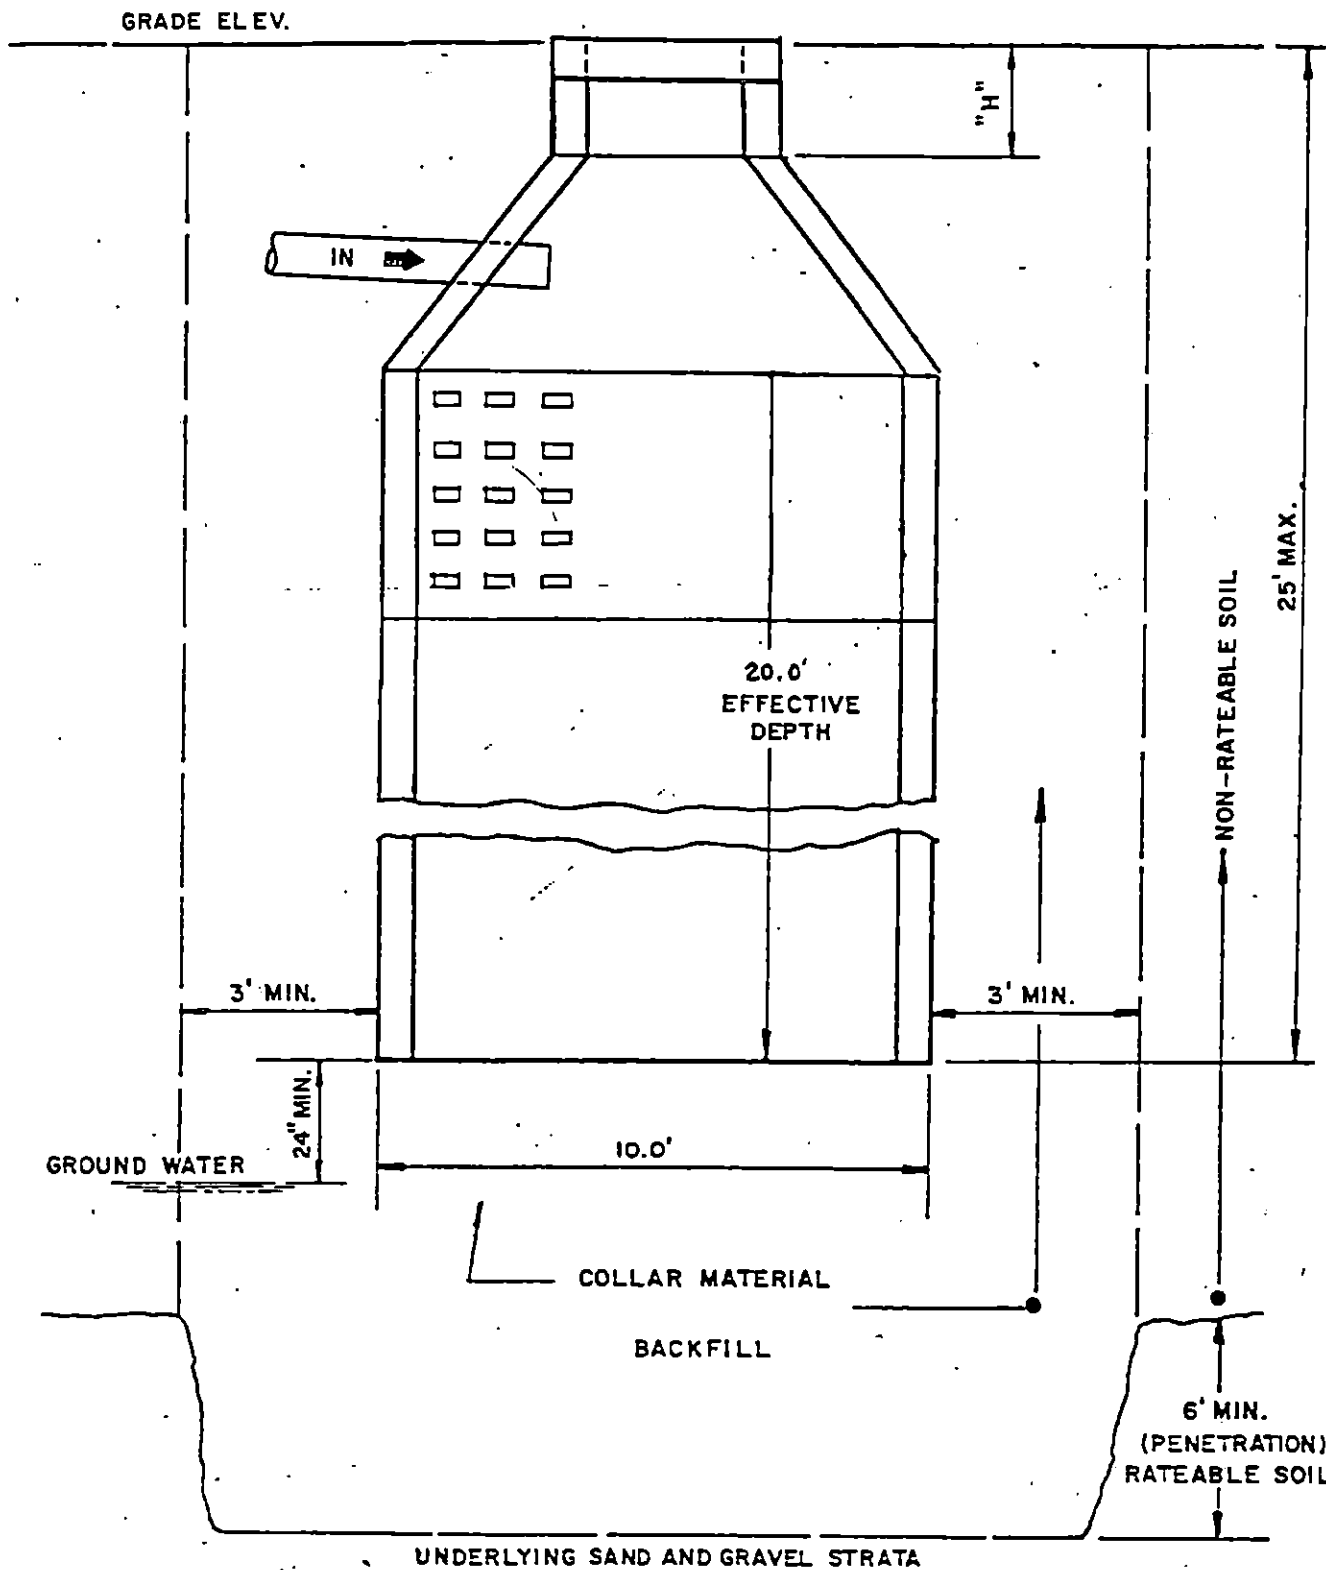 GRADE ELEV.
"H"
IN
25' MAX.
NON-RATEABLE SOIL
20.0'
EFFECTIVE
DEPTH
3' MIN.
3' MIN.
24" MIN.
10.0'
GROUND WATER
COLLAR MATERIAL
BACKFILL
6' MIN.
(PENETRATION)
RATEABLE SOIL
UNDERLYING SAND AND GRAVEL STRATA